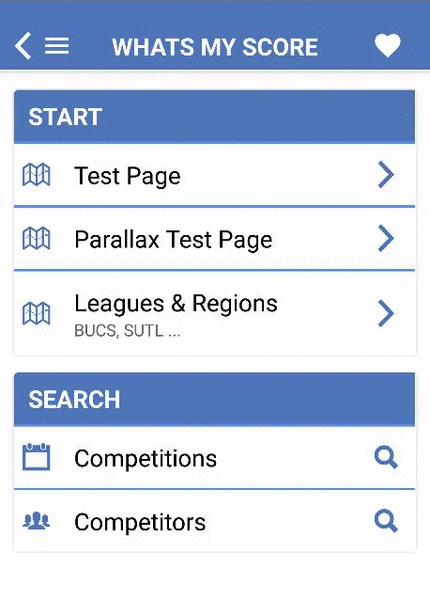 WHATS MY SCORE
START
Test Page
Parallax Test Page
Leagues & Regions
BUCS, SUTL ...
SEARCH
Competitions
Competitors